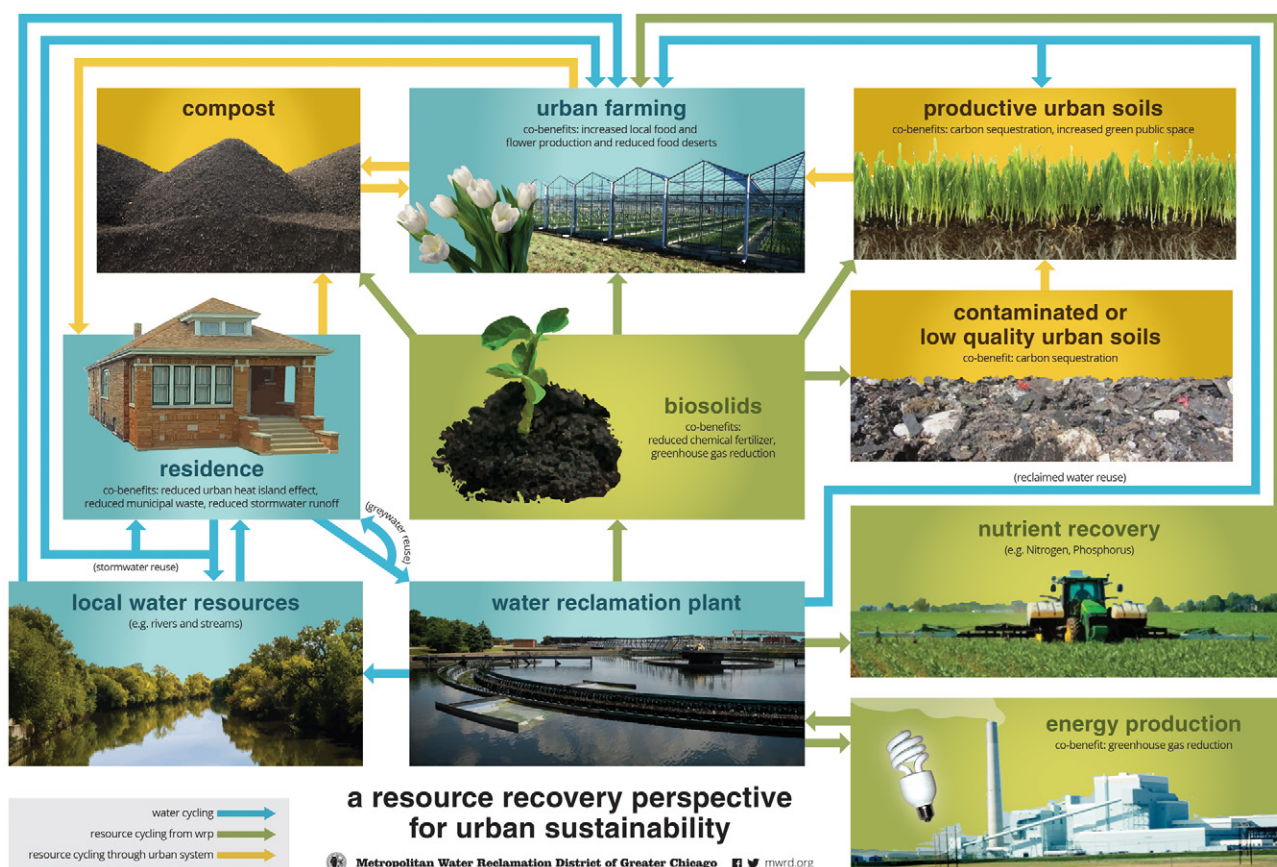 compost
urban farming
co-benefits: increased local food and
flower production and reduced food deserts
productive urban soils
co-benefits: carbon sequestration, increased green public space
contaminated or
low quality urban soils
co-benefit: carbon sequestration
biosolids
co-benefits:
reduced chemical fertilizer,
greenhouse gas reduction
residence
co-benefits: reduced urban heat island effect,
reduced municipal waste, reduced stormwater runoff
(greywater reuse)
(stormwater reuse)
(reclaimed water reuse)
nutrient recovery
(e.g. Nitrogen, Phosphorus)
local water resources
(e.g. rivers and streams)
water reclamation plant
energy production
co-benefit: greenhouse gas reduction
water cycling
resource cycling from wrp
resource cycling through urban system
a resource recovery perspective
for urban sustainability
Metropolitan Water Reclamation District of Greater Chicago mwrd.org